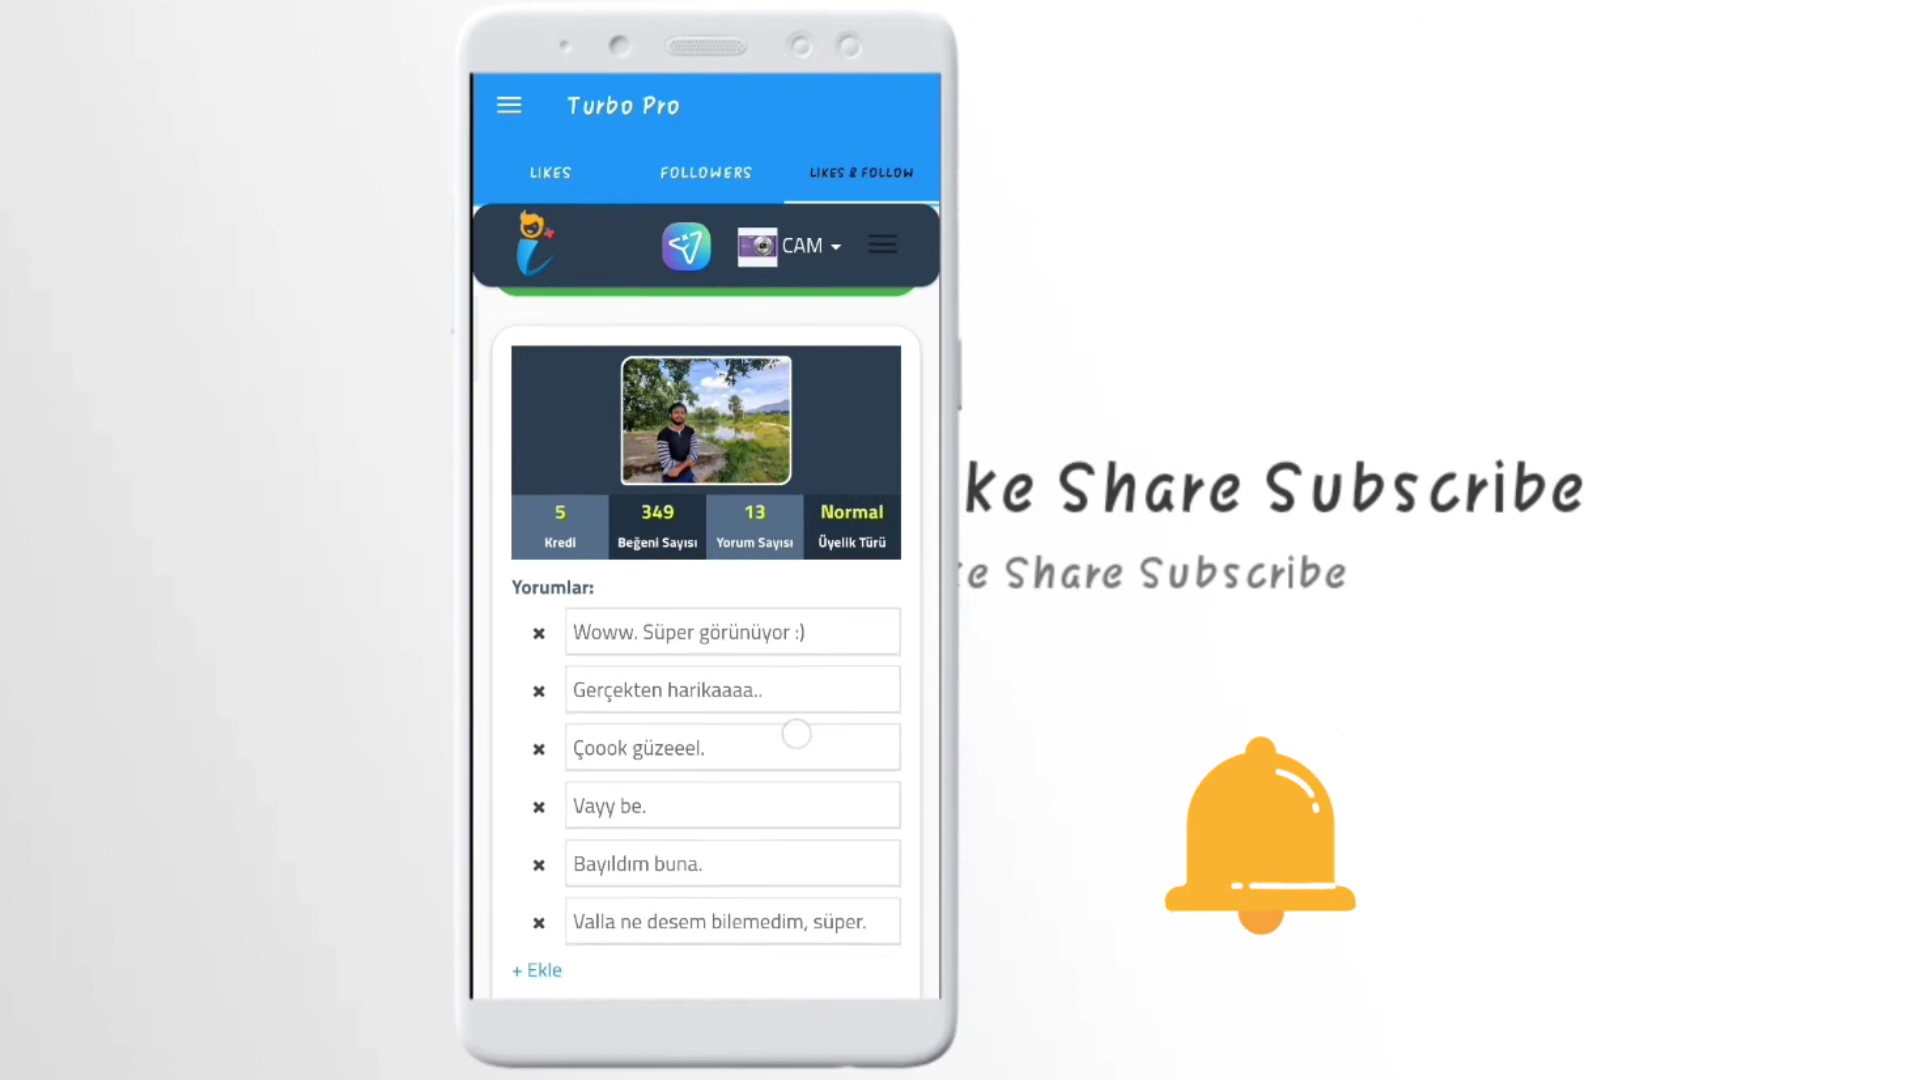 Turbo Pro
LIKES
FOLLOWERS
LIKES & FOLLOW
CAM
5
349
13
Normal
Kredi
Beğeni Sayısı
Yorum Sayısı
Üyelik Türü
Yorumlar:
Woww. Süper görünüyor :)
Gerçekten harikaaaa..
Çoook güzeeel.
Vayy be.
Bayıldım buna.
Valla ne desem bilemedim, süper.
+ Ekle
ke Share Subscribe
e Share Subscribe